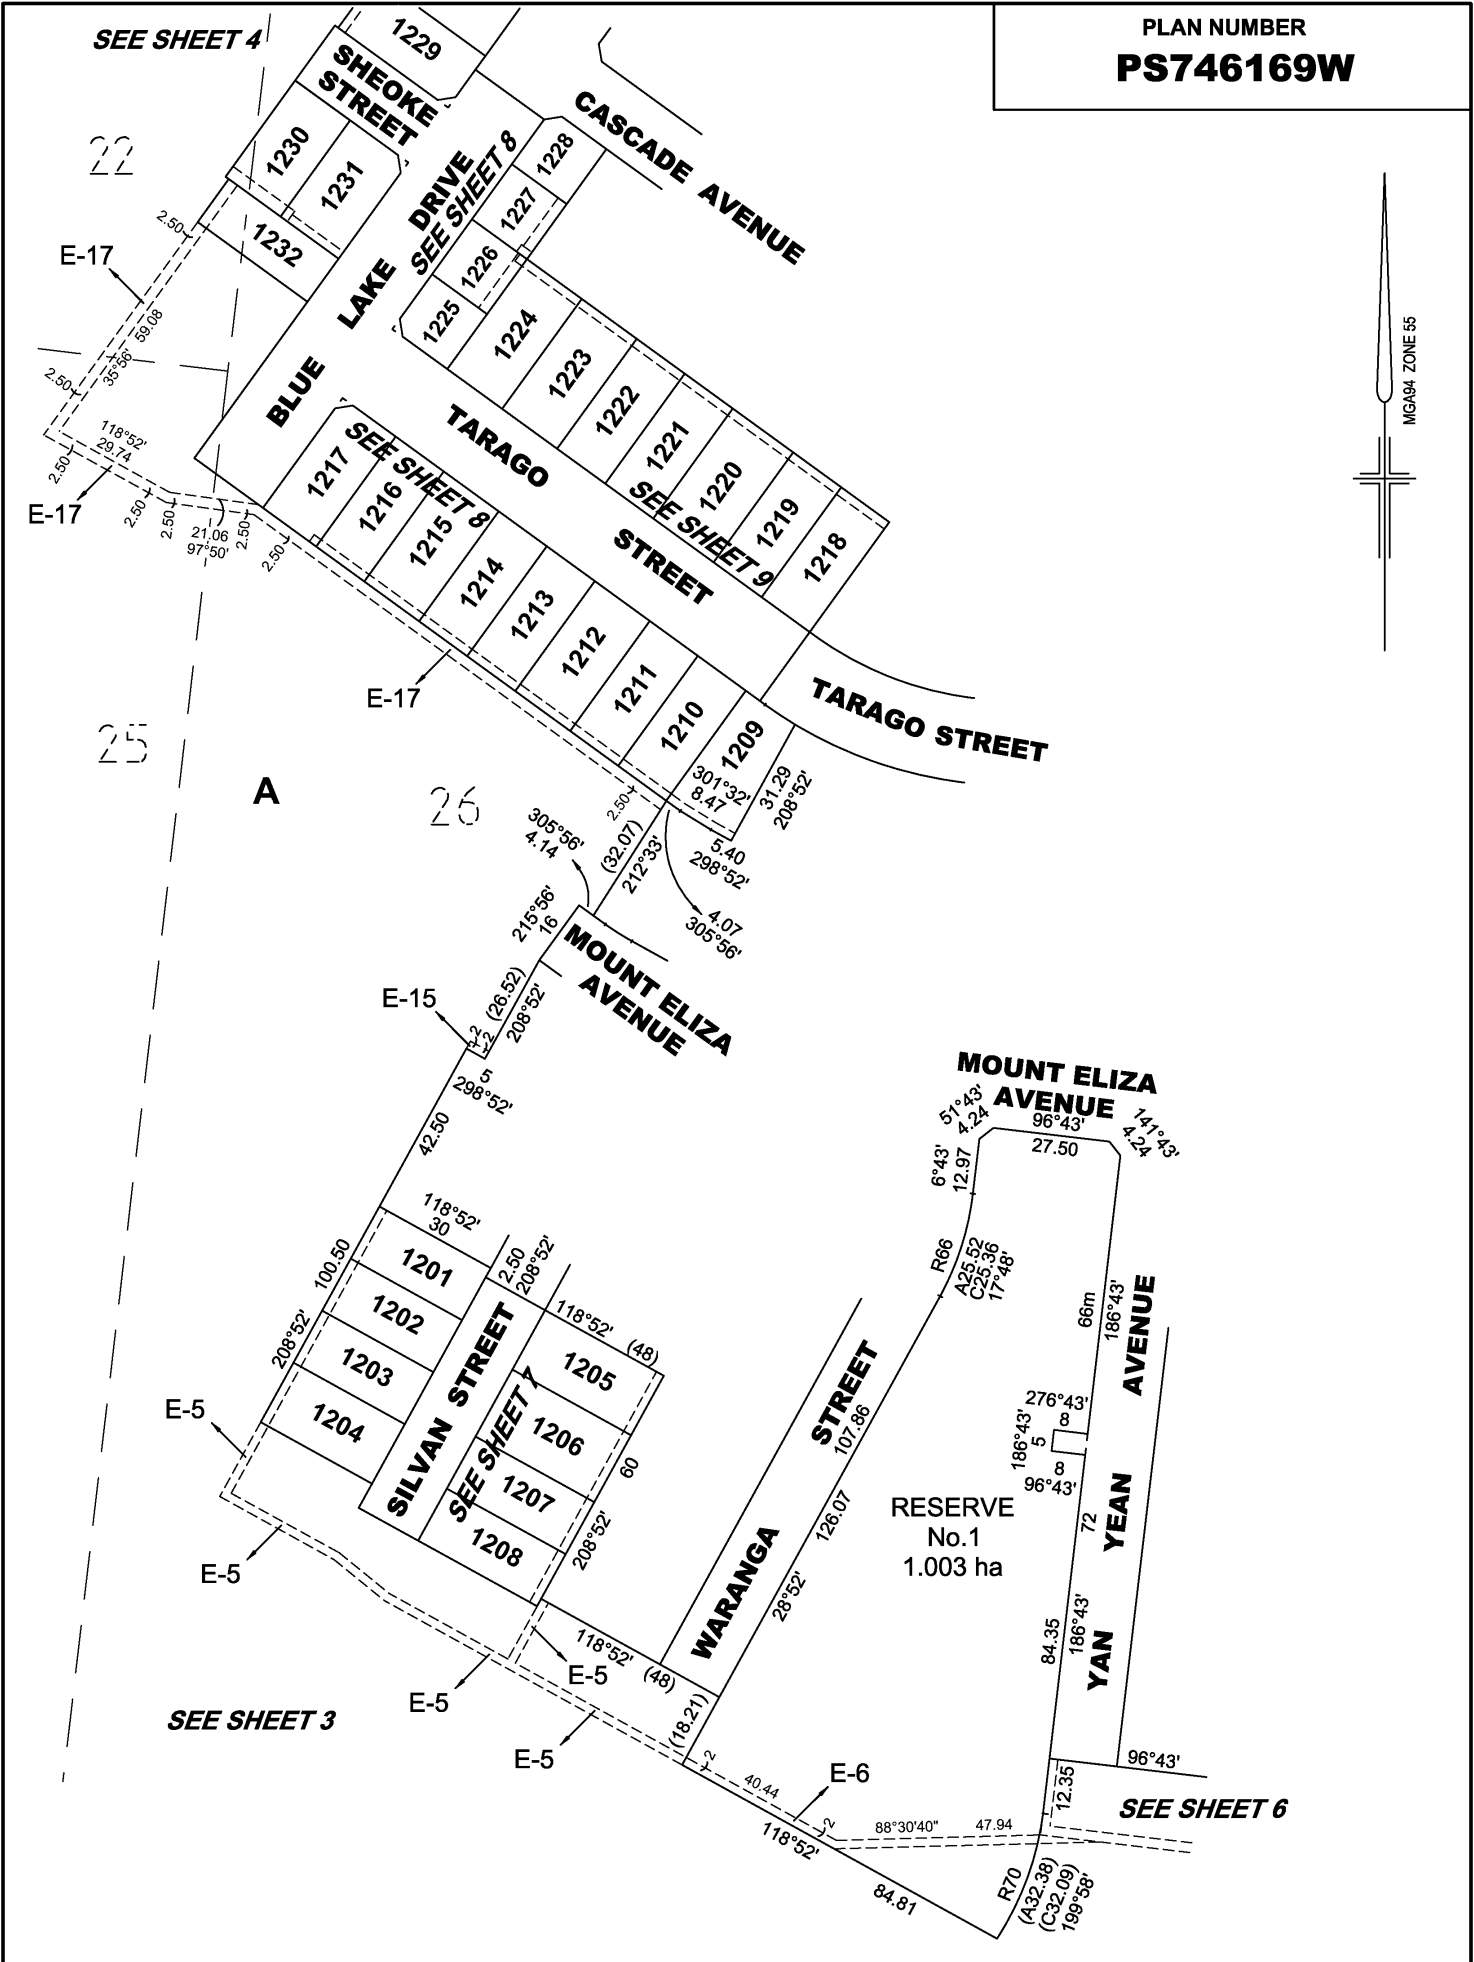 PLAN NUMBER
PS746169W
SEE SHEET 4
1229
SHEOKE
STREET
CASCADE AVENUE
22
1230
1231
1232
1228
1227
1226
1225
SEE SHEET 8
BLUE LAKE DRIVE
2.50
E-17
59.08
35°56'
2.50
118°52'
29.74
2.50
E-17
2.50
2.50
21.06
97°50'
2.50
2.50
MGA94 ZONE 55
1224
1223
1222
1221
1220
1219
1218
SEE SHEET 9
TARAGO STREET
SEE SHEET 8
1217
1216
1215
1214
1213
1212
1211
1210
1209
E-17
TARAGO STREET
25
A
26
301°32'
8.47
31.29
208°52'
2.50
5.40
298°52'
4.07
305°56'
305°56'
4.14
(32.07)
212°33'
215°56'
16
MOUNT ELIZA
AVENUE
E-15
2
2
(26.52)
208°52'
5
298°52'
42.50
118°52'
30
100.50
208°52'
1201
1202
1203
1204
2.50
208°52'
SILVAN STREET
SEE SHEET 7
118°52'
(48)
1205
1206
1207
1208
60
208°52'
E-5
E-5
E-5
E-5
E-5
118°52'
(48)
(18.21)
SEE SHEET 3
MOUNT ELIZA
AVENUE
51°43'
4.24
96°43'
27.50
141°43'
4.24
6°43'
12.97
R66
A25.52
C25.36
17°48'
WARANGA STREET
107.86
126.07
28°52'
RESERVE
No.1
1.003 ha
66m
186°43'
276°43'
8
186°43'
5
8
96°43'
72
84.35
186°43'
YAN YEAN AVENUE
96°43'
12.35
SEE SHEET 6
2
40.44
E-6
2
118°52'
88°30'40"
47.94
84.81
R70
(A32.38)
(C32.09)
199°58'